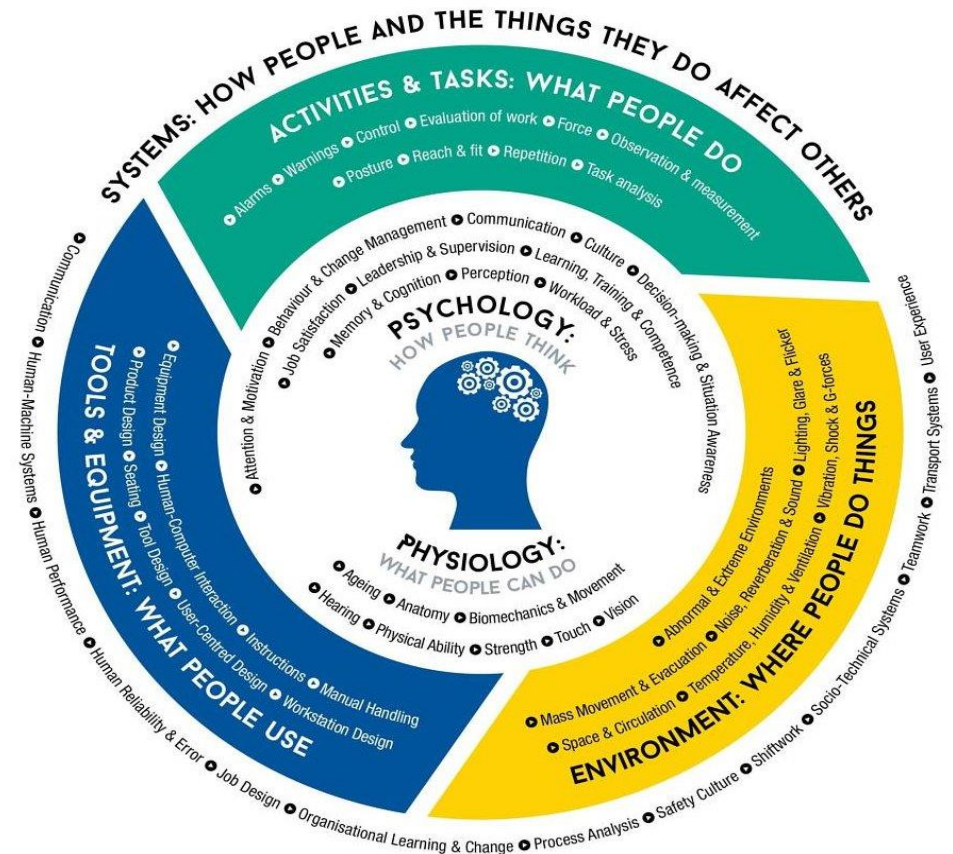 SYSTEMS: HOW PEOPLE AND THE THINGS THEY DO AFFECT OTHERS
ACTIVITIES & TASKS: WHAT PEOPLE DO
Alarms Warnings Control Evaluation of work Force Observation & measurement
Posture Reach & fit Repetition Task analysis
Attention & Motivation Behaviour & Change Management Communication Culture Decision-making & Situation Awareness
Job Satisfaction Leadership & Supervision Learning, Training & Competence
Memory & Cognition Perception Workload & Stress
PSYCHOLOGY:
HOW PEOPLE THINK
PHYSIOLOGY:
WHAT PEOPLE CAN DO
Ageing Anatomy Biomechanics & Movement
Hearing Physical Ability Strength Touch Vision
TOOLS & EQUIPMENT: WHAT PEOPLE USE
Equipment Design Human-Computer Interaction Instructions Manual Handling
Product Design Seating Tool Design User-Centred Design Workstation Design
Abnormal & Extreme Environments
Mass Movement & Evacuation Noise, Reverberation & Sound Lighting, Glare & Flicker
Space & Circulation Temperature, Humidity & Ventilation Vibration, Shock & G-forces
ENVIRONMENT: WHERE PEOPLE DO THINGS
Communication Human-Machine Systems Human Performance Human Reliability & Error Job Design Organisational Learning & Change Process Analysis Safety Culture Shiftwork Socio-Technical Systems Teamwork Transport Systems User Experience